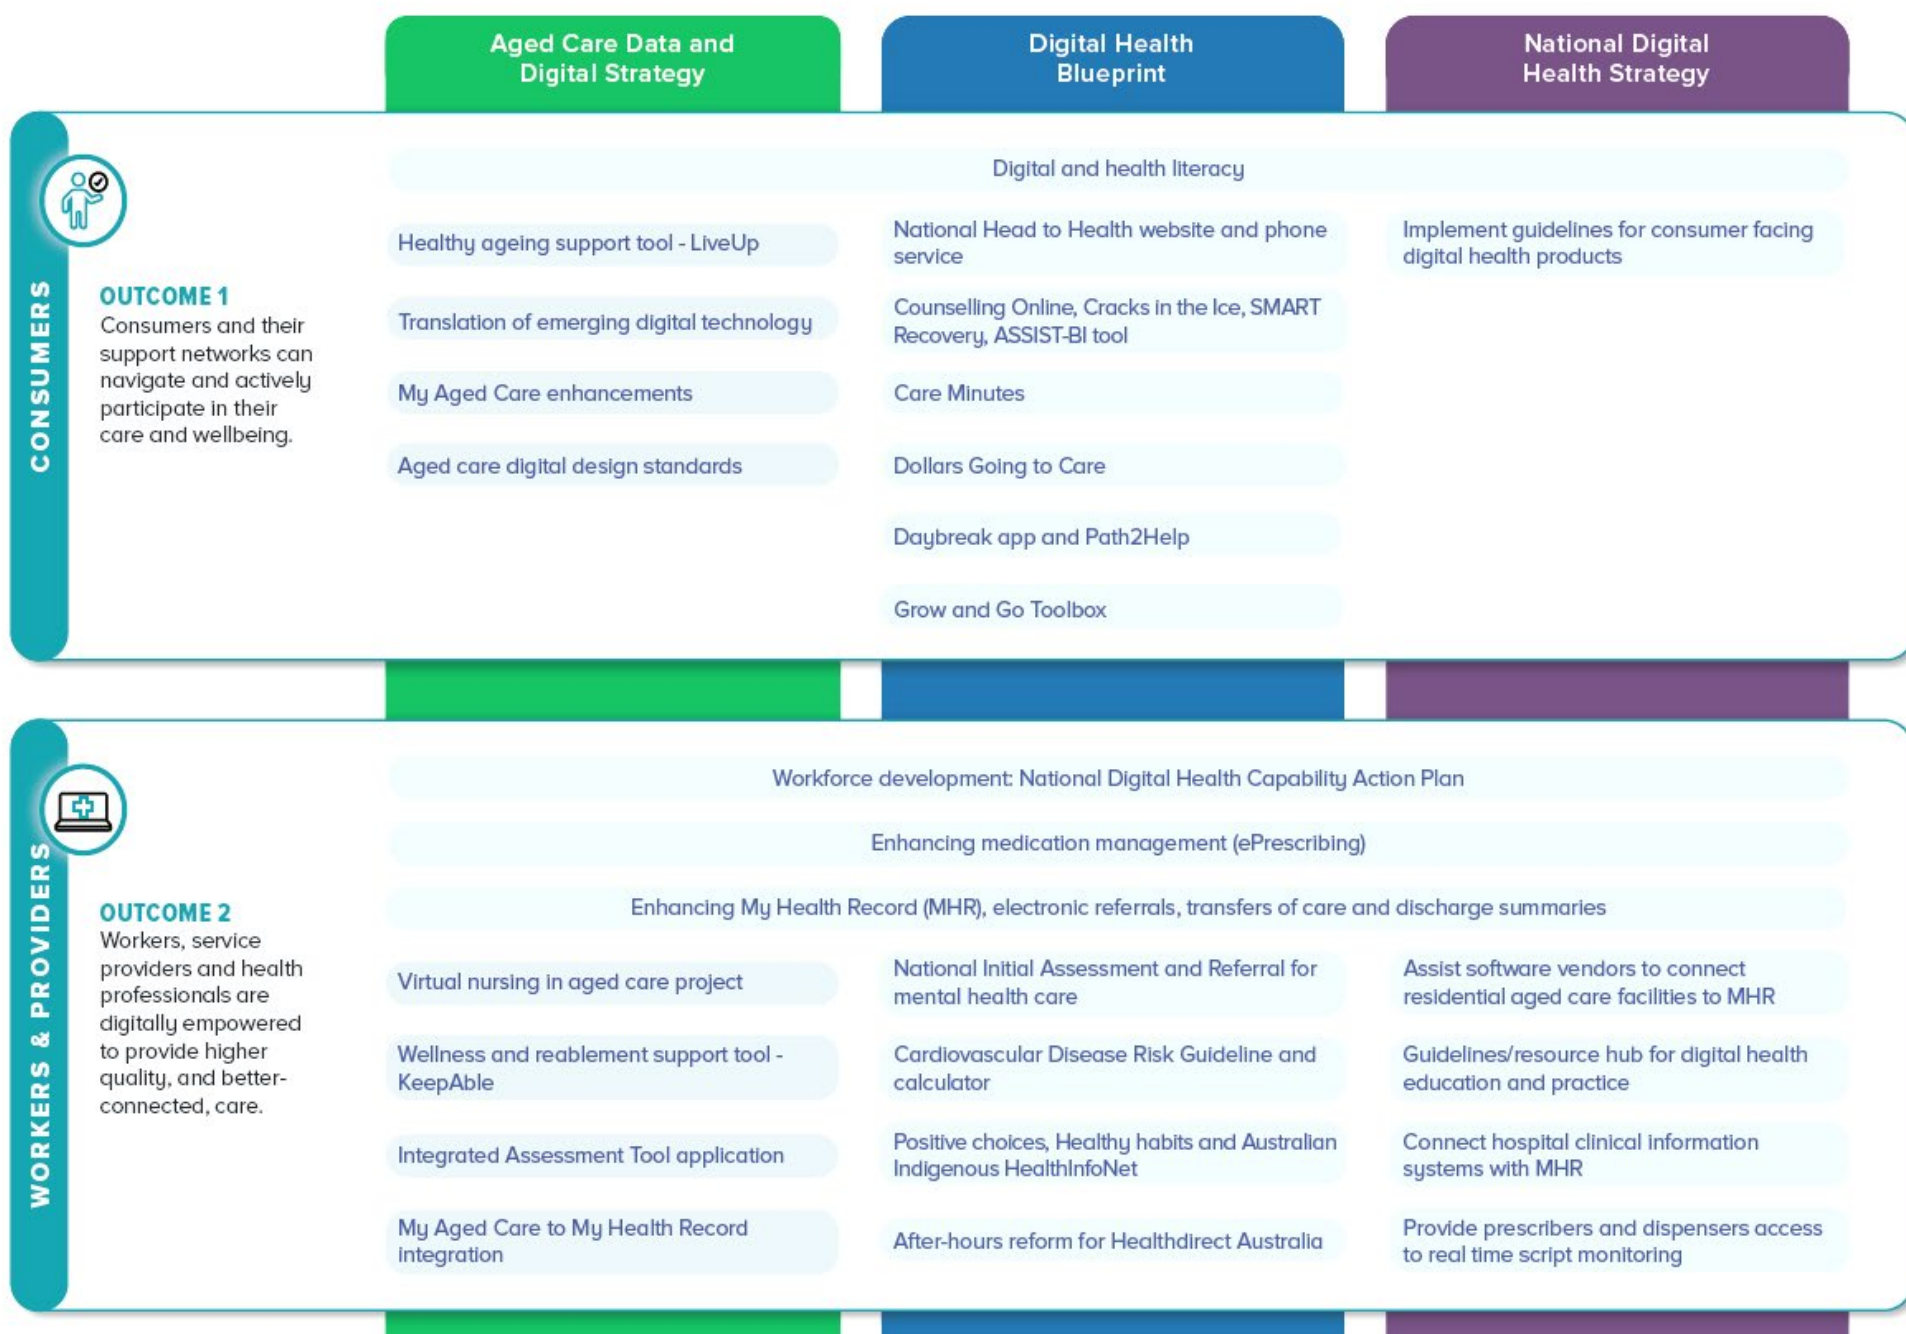 Aged Care Data and
Digital Strategy
Digital Health
Blueprint
National Digital
Health Strategy
CONSUMERS
OUTCOME 1
Consumers and their
support networks can
navigate and actively
participate in their
care and wellbeing.
Digital and health literacy
Healthy ageing support tool - LiveUp
Translation of emerging digital technology
My Aged Care enhancements
Aged care digital design standards
National Head to Health website and phone
service
Counselling Online, Cracks in the Ice, SMART
Recovery, ASSIST-BI tool
Care Minutes
Dollars Going to Care
Daybreak app and Path2Help
Grow and Go Toolbox
Implement guidelines for consumer facing
digital health products
WORKERS & PROVIDERS
OUTCOME 2
Workers, service
providers and health
professionals are
digitally empowered
to provide higher
quality, and better-
connected, care.
Workforce development: National Digital Health Capability Action Plan
Enhancing medication management (ePrescribing)
Enhancing My Health Record (MHR), electronic referrals, transfers of care and discharge summaries
Virtual nursing in aged care project
Wellness and reablement support tool -
KeepAble
Integrated Assessment Tool application
My Aged Care to My Health Record
integration
National Initial Assessment and Referral for
mental health care
Cardiovascular Disease Risk Guideline and
calculator
Positive choices, Healthy habits and Australian
Indigenous HealthInfoNet
After-hours reform for Healthdirect Australia
Assist software vendors to connect
residential aged care facilities to MHR
Guidelines/resource hub for digital health
education and practice
Connect hospital clinical information
systems with MHR
Provide prescribers and dispensers access
to real time script monitoring